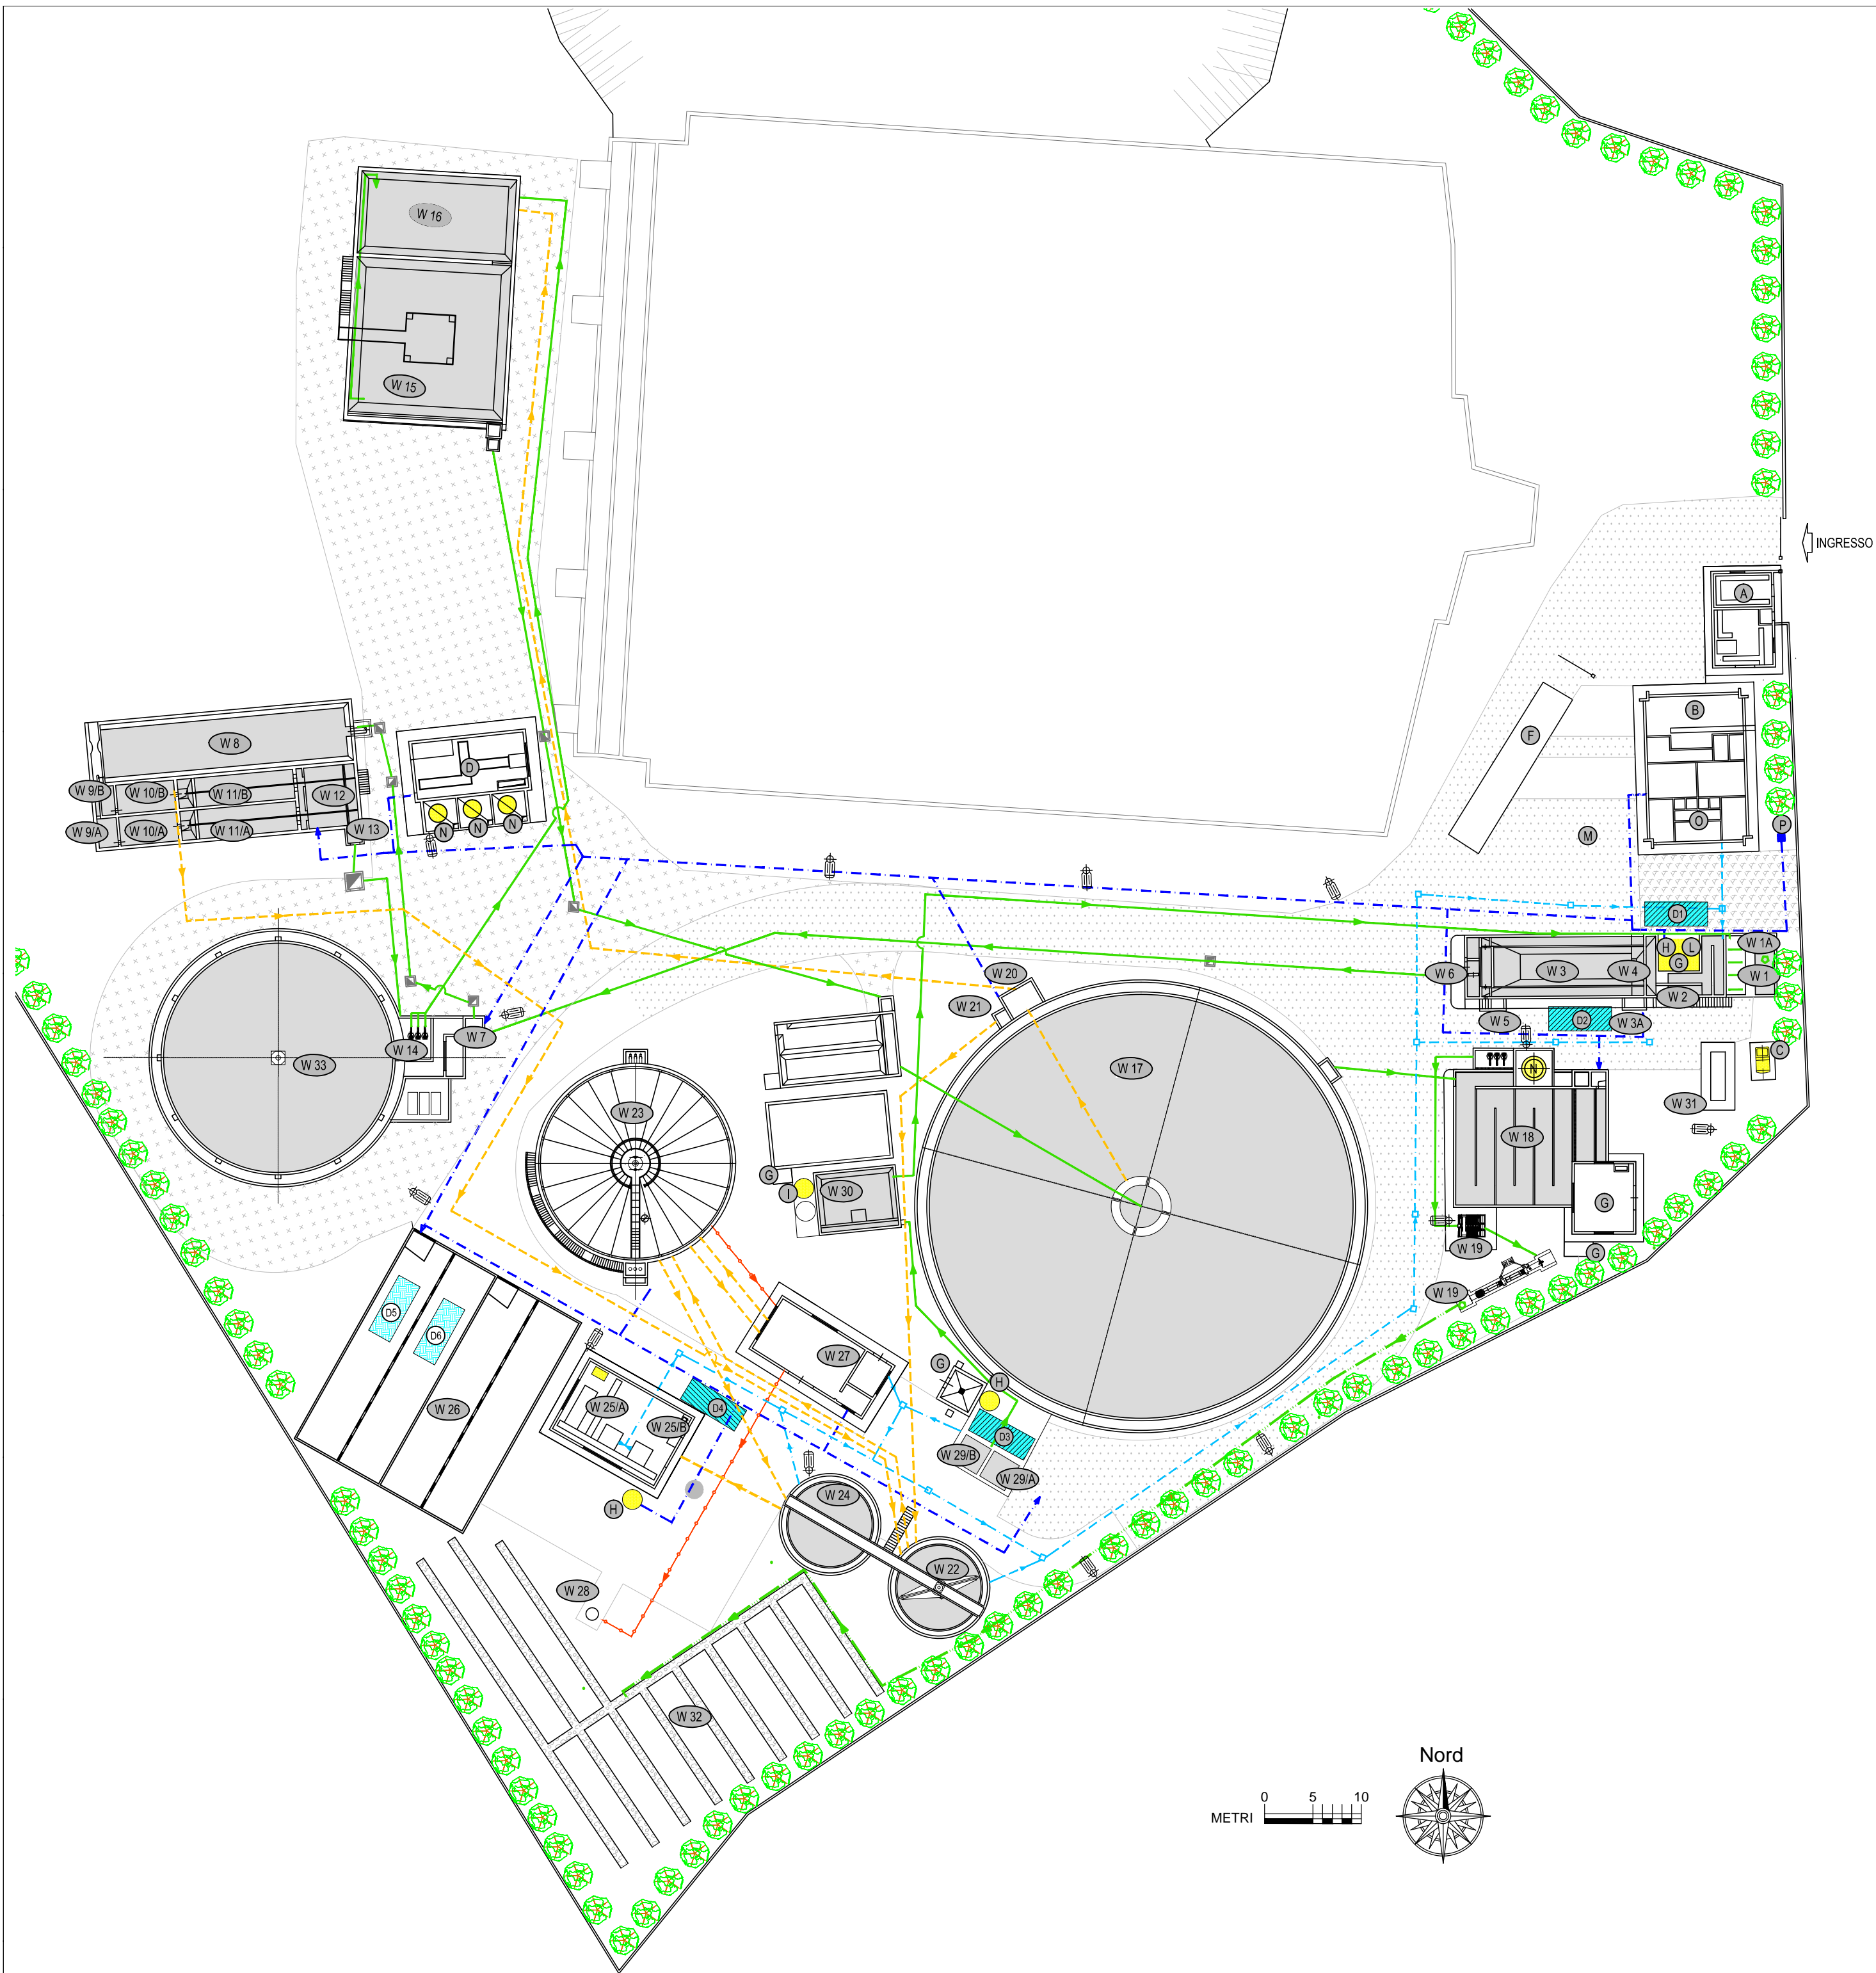 W 16
W 15
INGRESSO
A
B
F
W 8
D
O
P
M
W 9/B
W 10/B
W 11/B
W 12
W 9/A
W 10/A
W 11/A
W 13
N
N
N
D1
W 1A
H
L
G
W 6
W 3
W 4
W 1
W 2
W 20
W 21
W 5
D2
W 3A
W 7
W 14
W 33
W 17
N
C
W 31
W 23
W 18
G
I
W 30
G
W 19
G
W 19
D5
D6
W 27
G
H
W 26
W 25/A
W 25/B
D4
D3
W 29/B
W 29/A
H
W 24
W 22
W 28
W 32
Nord
METRI
0 5 10